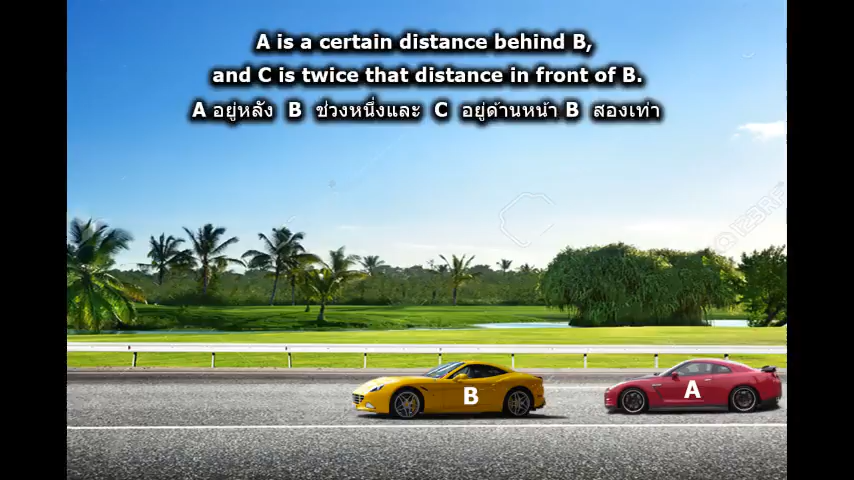 A is a certain distance behind B,
and C is twice that distance in front of B.
A อยู่หลัง B ช่วงหนึ่งและ C อยู่ด้านหน้า B สองเท่า
B
A